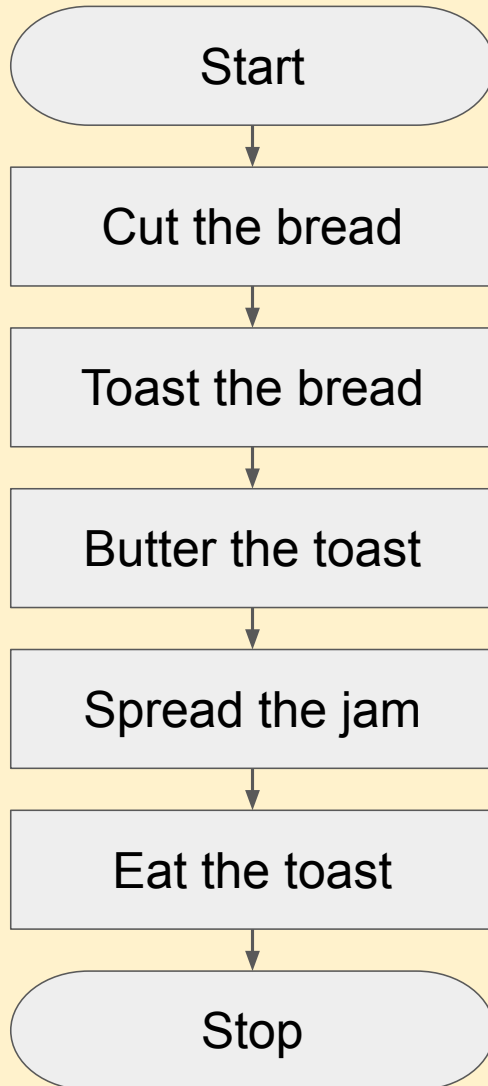 Start
Cut the bread
Toast the bread
Butter the toast
Spread the jam
Eat the toast
Stop